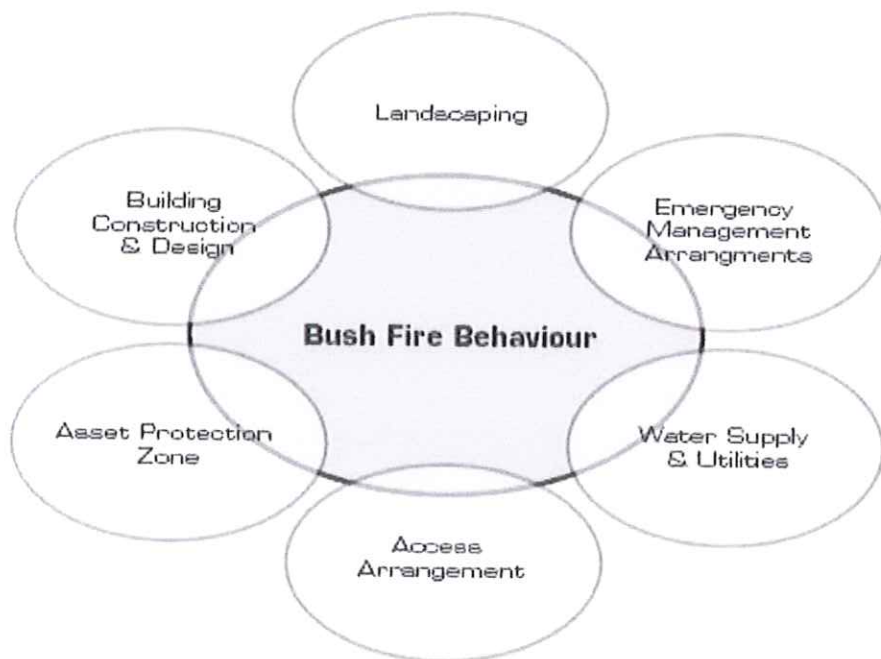 Landscaping
Building
Construction
& Design
Emergency
Management
Arrangments
Bush Fire Behaviour
Asset Protection
Zone
Water Supply
& Utilities
Access
Arrangement